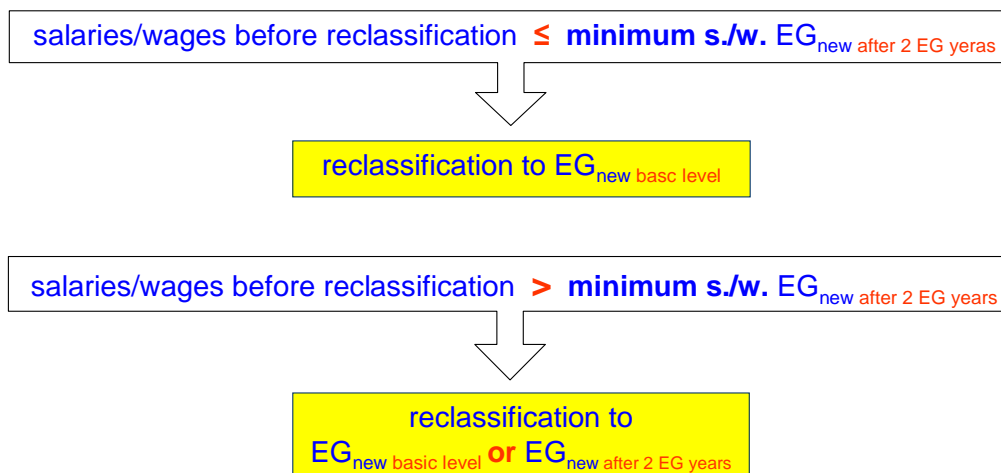 salaries/wages before reclassification ≤ minimum s./w. EGnew after 2 EG yeras
reclassification to EGnew basc level
salaries/wages before reclassification > minimum s./w. EGnew after 2 EG years
reclassification to
EGnew basic level or EGnew after 2 EG years